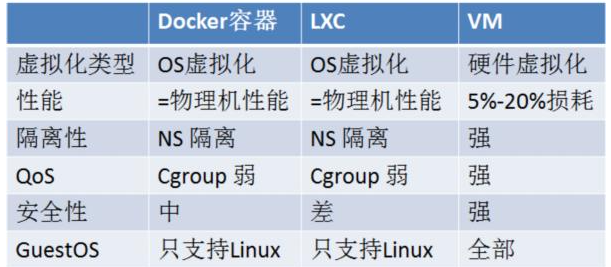 Docker容器 LXC VM
虚拟化类型 OS虚拟化 OS虚拟化 硬件虚拟化
性能 =物理机性能 =物理机性能 5%-20%损耗
隔离性 NS 隔离 NS 隔离 强
QoS Cgroup 弱 Cgroup 弱 强
安全性 中 差 强
GuestOS 只支持Linux 只支持Linux 全部